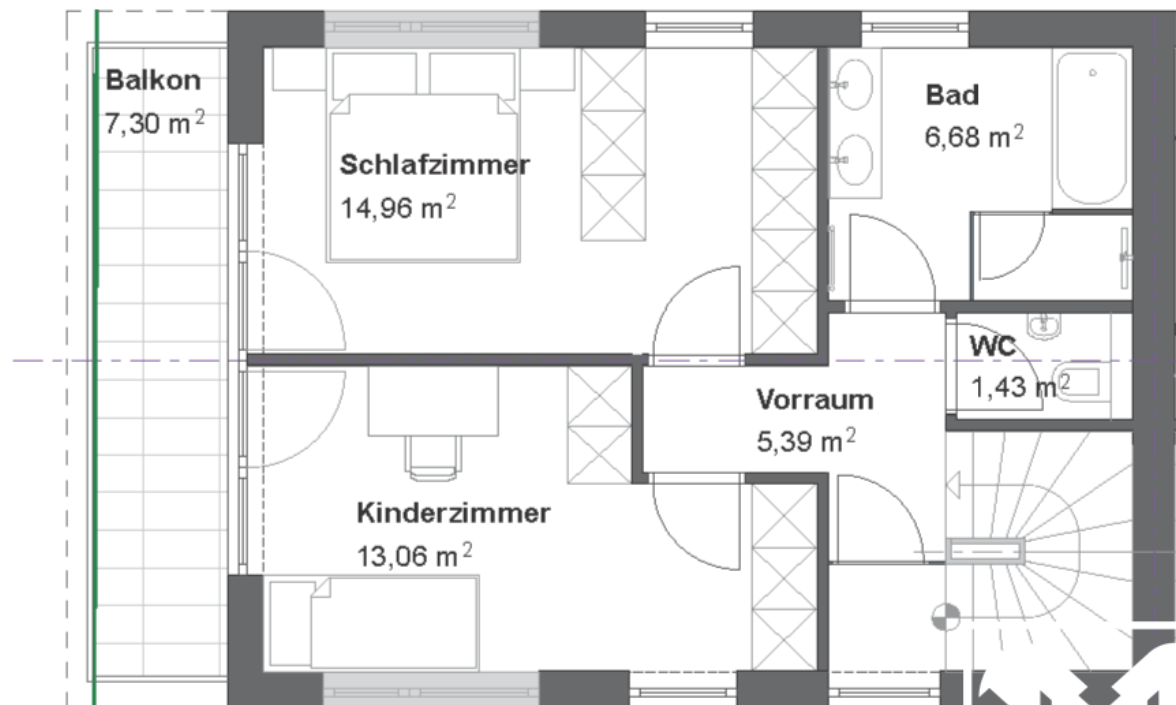 Balkon
7,30 m²
Schlafzimmer
14,96 m²
Bad
6,68 m²
WC
1,43 m²
Vorraum
5,39 m²
Kinderzimmer
13,06 m²